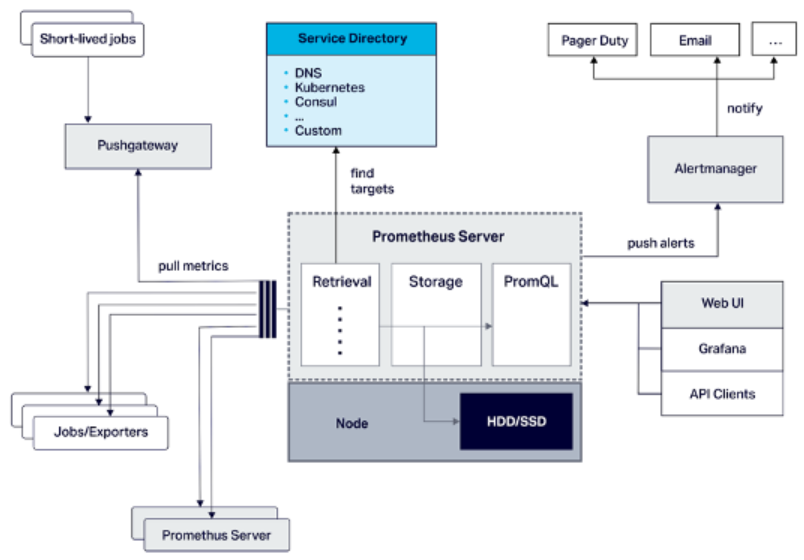 Short-lived jobs
Pushgateway
Service Directory
DNS
Kubernetes
Consul
...
Custom
Pager Duty
Email
...
notify
Alertmanager
find
targets
push alerts
pull metrics
Prometheus Server
Retrieval
Storage
PromQL
Web UI
Grafana
API Clients
Node
HDD/SSD
Jobs/Exporters
Promethus Server